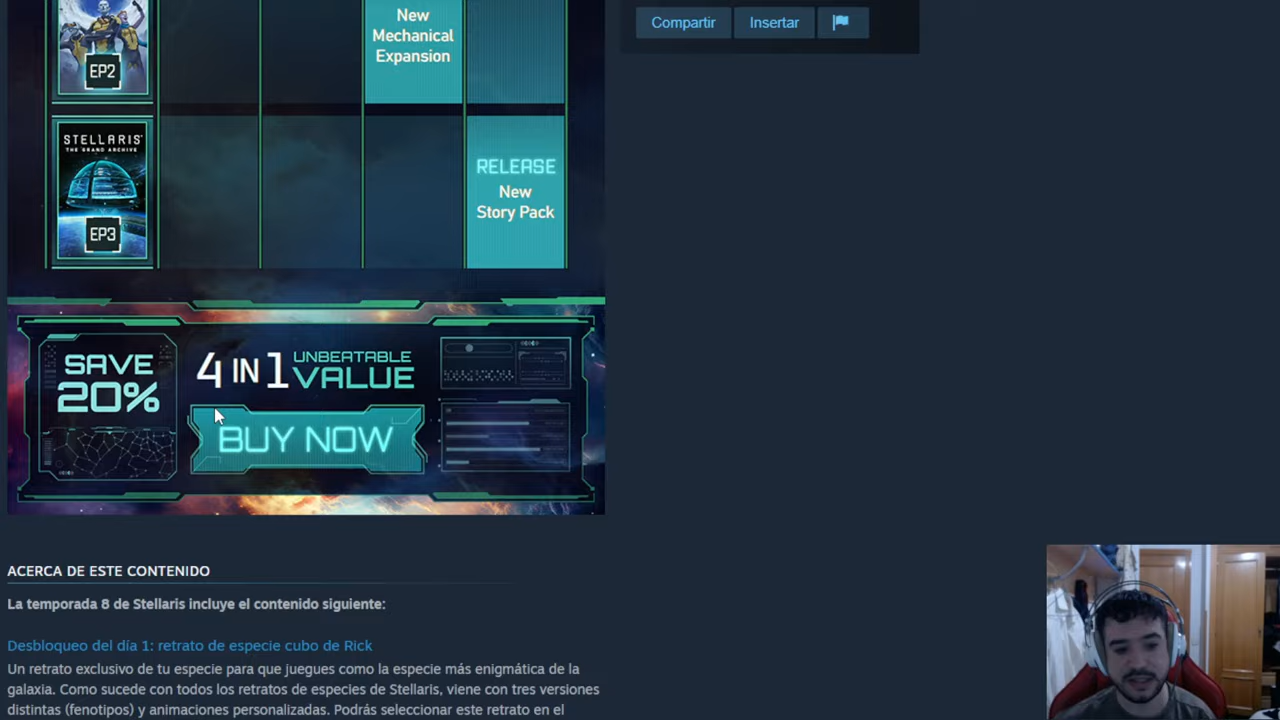 New
Mechanical
Expansion
EP2
STELLARIS
THE GRAND ARCHIVE
EP3
RELEASE
New
Story Pack
SAVE
20%
4 IN 1 UNBEATABLE
VALUE
BUY NOW
Compartir
Insertar
ACERCA DE ESTE CONTENIDO
La temporada 8 de Stellaris incluye el contenido siguiente:
Desbloqueo del día 1: retrato de especie cubo de Rick
Un retrato exclusivo de tu especie para que juegues como la especie más enigmática de la
galaxia. Como sucede con todos los retratos de especies de Stellaris, viene con tres versiones
distintas (fenotipos) y animaciones personalizadas. Podrás seleccionar este retrato en el